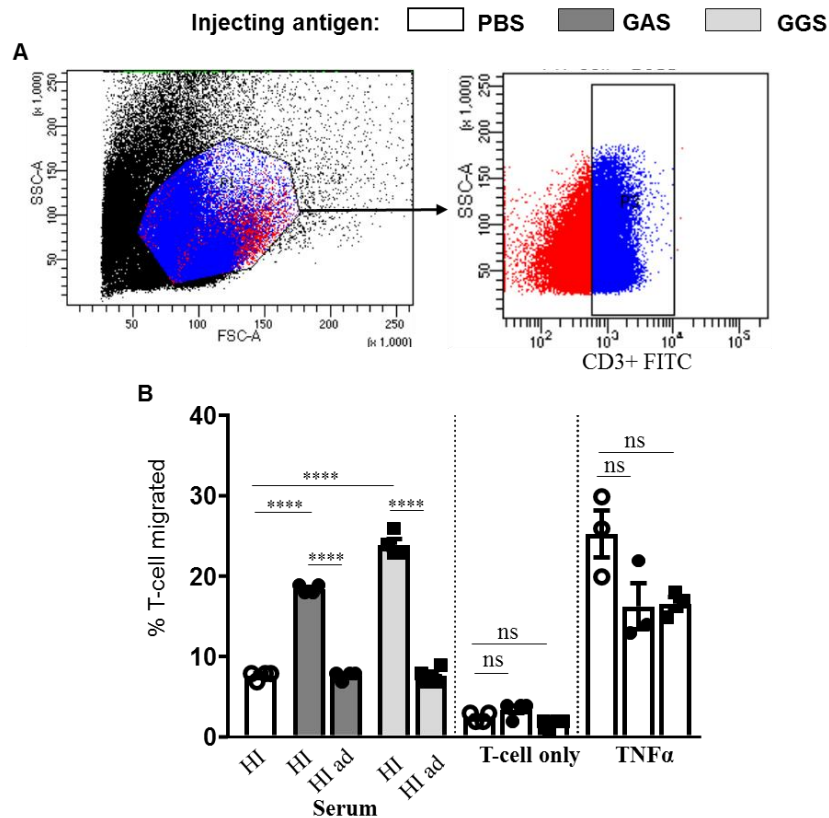 Injecting antigen: PBS GAS GGS
A
250
200
150
100
50
SSC-A
(x 1,000)
50 100 150 200 250
FSC-A
(x 1,000)
250
200
150
100
50
SSC-A
(x 1,000)
10² 10³ 10⁴ 10⁵
CD3+ FITC
B
% T-cell migrated
40
30
20
10
0
**** 
**** ****
****
ns
ns
ns
ns
HI HI HI ad HI HI ad
Serum
T-cell only
TNFα